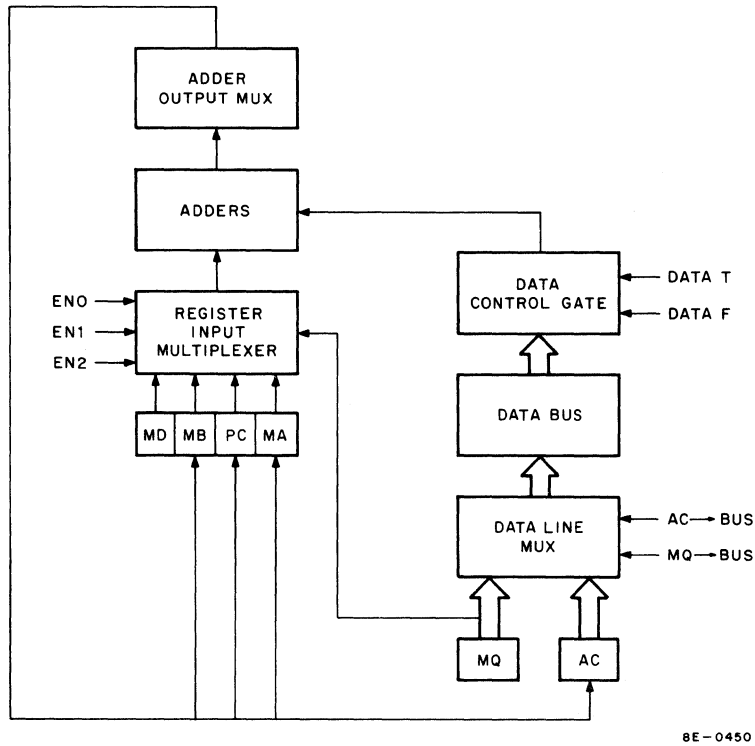 ADDER
OUTPUT MUX
ADDERS
EN0
EN1
EN2
REGISTER
INPUT
MULTIPLEXER
MD MB PC MA
DATA
CONTROL GATE
DATA T
DATA F
DATA BUS
DATA LINE
MUX
AC→BUS
MQ→BUS
MQ
AC
8E-0450